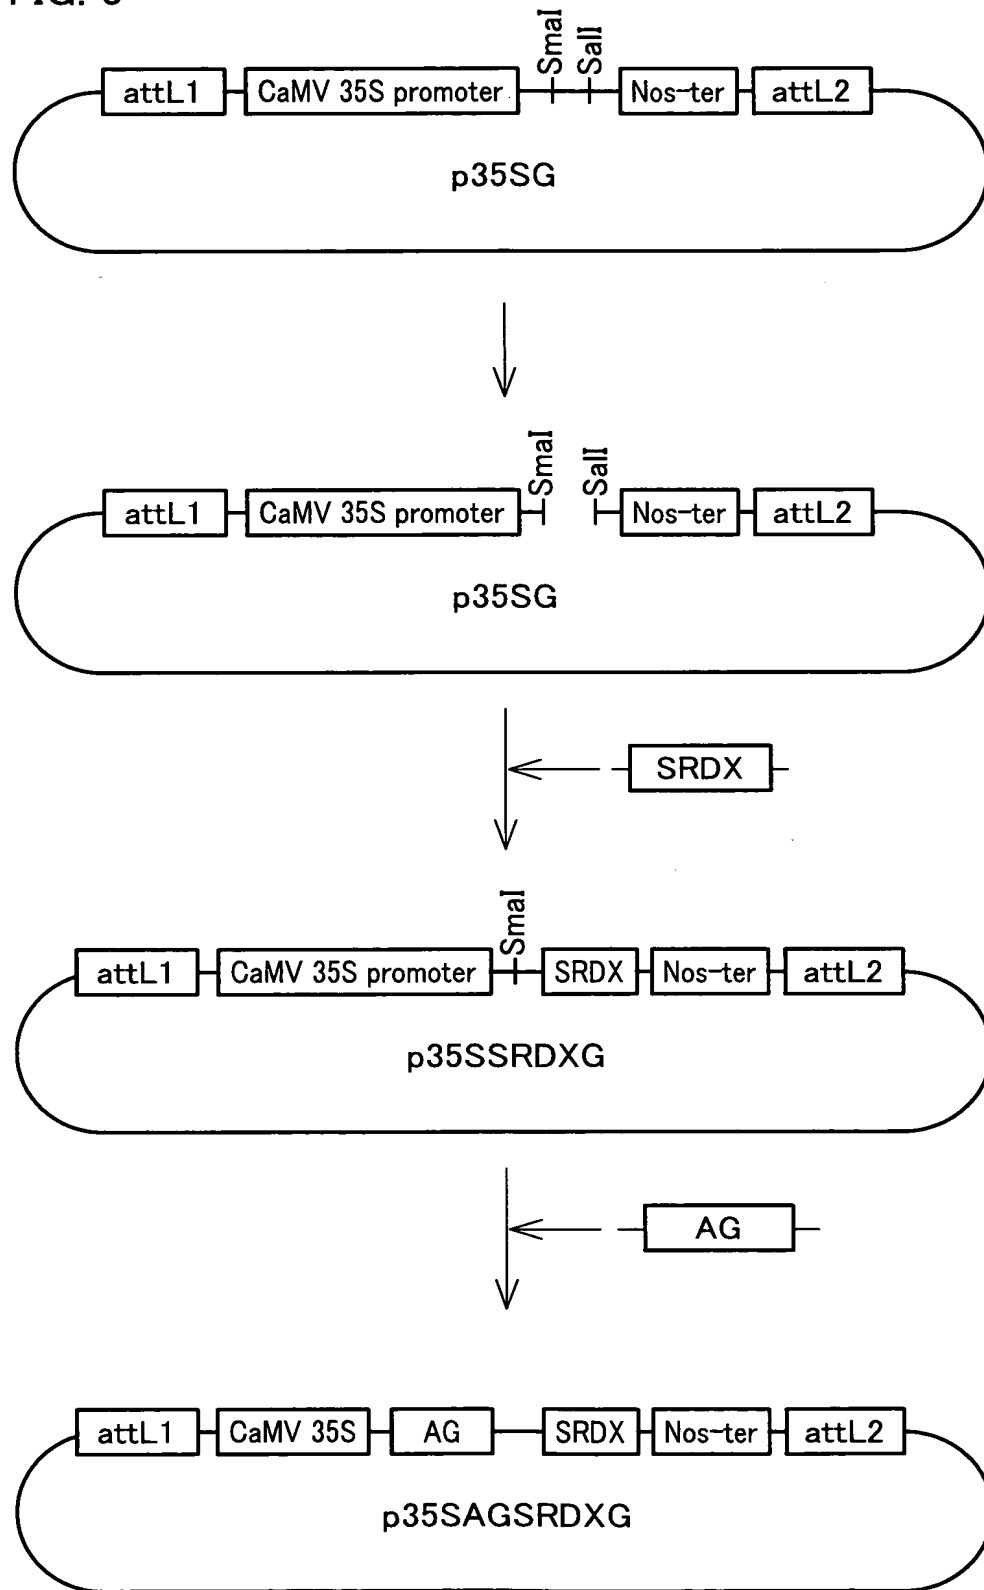 FIG. 
SmaI SalI
attL1 CaMV 35S promoter Nos-ter attL2
p35SG
SmaI SalI
attL1 CaMV 35S promoter Nos-ter attL2
p35SG
SRDX
SmaI
attL1 CaMV 35S promoter SRDX Nos-ter attL2
p35SSRDXG
AG
attL1 CaMV 35S AG SRDX Nos-ter attL2
p35SAGSRDXG